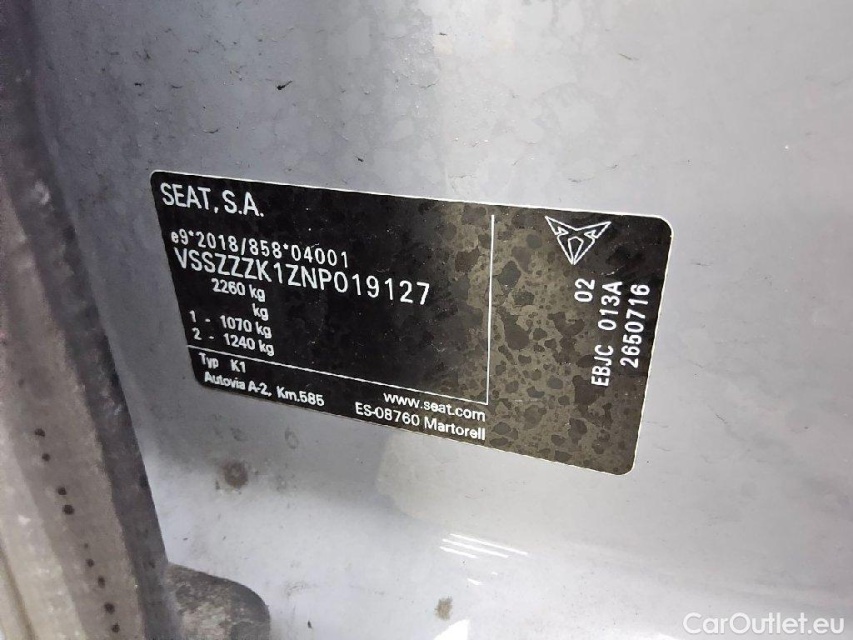 SEAT, S.A.
e9*2018/858*04001
VSSZZZK1ZNP019127
2260 kg
kg
1 - 1070 kg
2 - 1240 kg
Typ K1
Autovia A-2, Km.585
www.seat.com
ES-08760 Martorell
02
EBJC 013A
2650716
CarOutlet.eu